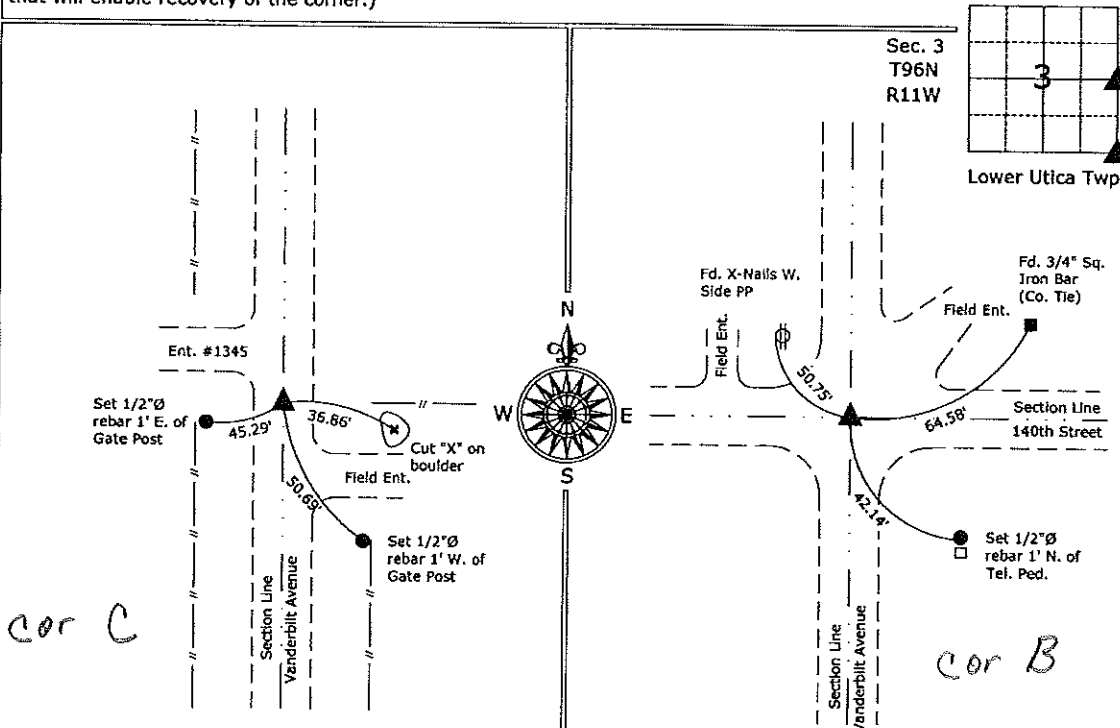 that will enable recovery of the corner.)
Sec. 3
T96N
R11W
3
Lower Utica Twp
Ent. #1345
Set 1/2"Ø
rebar 1' E. of
Gate Post
45.29'
36.86'
Cut "X" on
boulder
Field Ent.
50.69'
Set 1/2"Ø
rebar 1' W. of
Gate Post
Section Line
Vanderbilt Avenue
cor C
N
W
E
S
Fd. X-Nails W.
Side PP
Field Ent.
50.75'
Field Ent.
Fd. 3/4" Sq.
Iron Bar
(Co. Tie)
64.58'
Section Line
140th Street
42.14'
Set 1/2"Ø
rebar 1' N. of
Tel. Ped.
Section Line
Vanderbilt Avenue
cor B